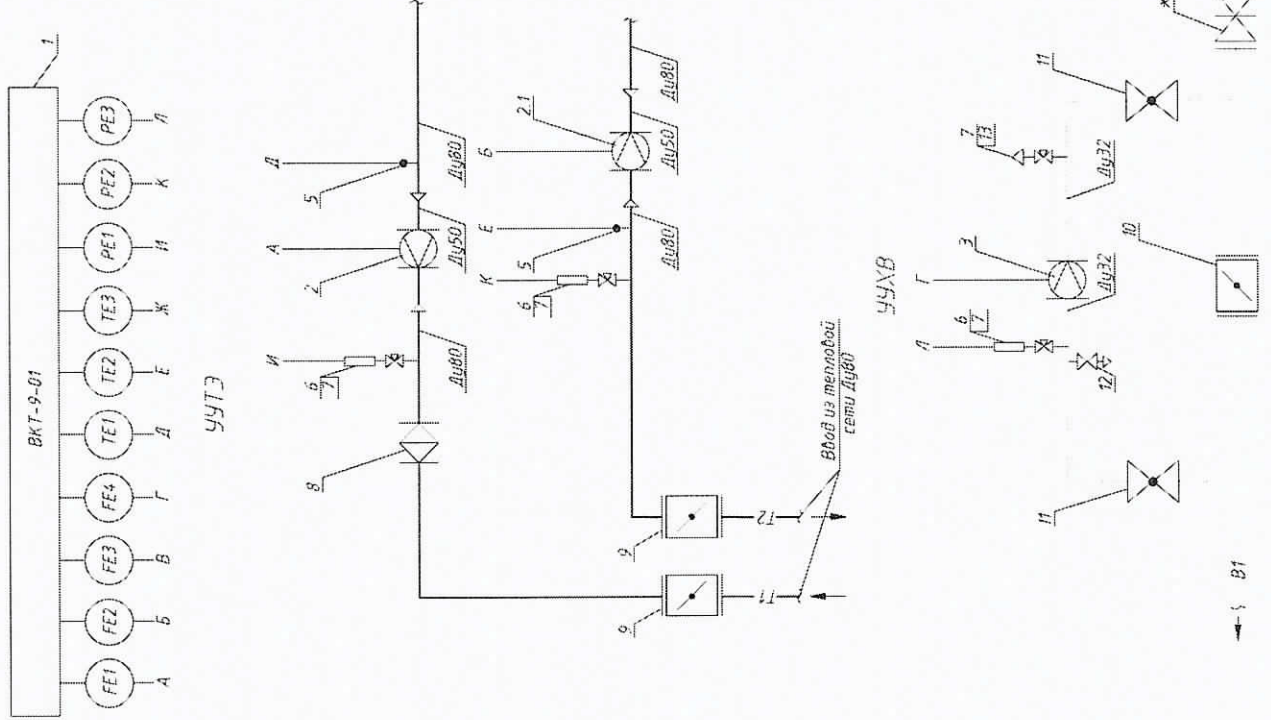 1
ВКТ-9-01
FE1 FE2 FE3 FE4 TE1 TE2 TE3 PE1 PE2 PE3
А Б В Г Д Е Ж И К Л
УУТЭ
8
И
6
7
Ду80
2
А
Ду50
5
Д
Ду80
9
Т1
9
Т2
Ввод из тепловой
сети Ду80
К
6
7
5
Е
Ду80
Б
2.1
Ду50
Ду80
УУХВ
11
Л
6
7
12
Г
3
Ду32
7
13
Ду32
11
10
В1